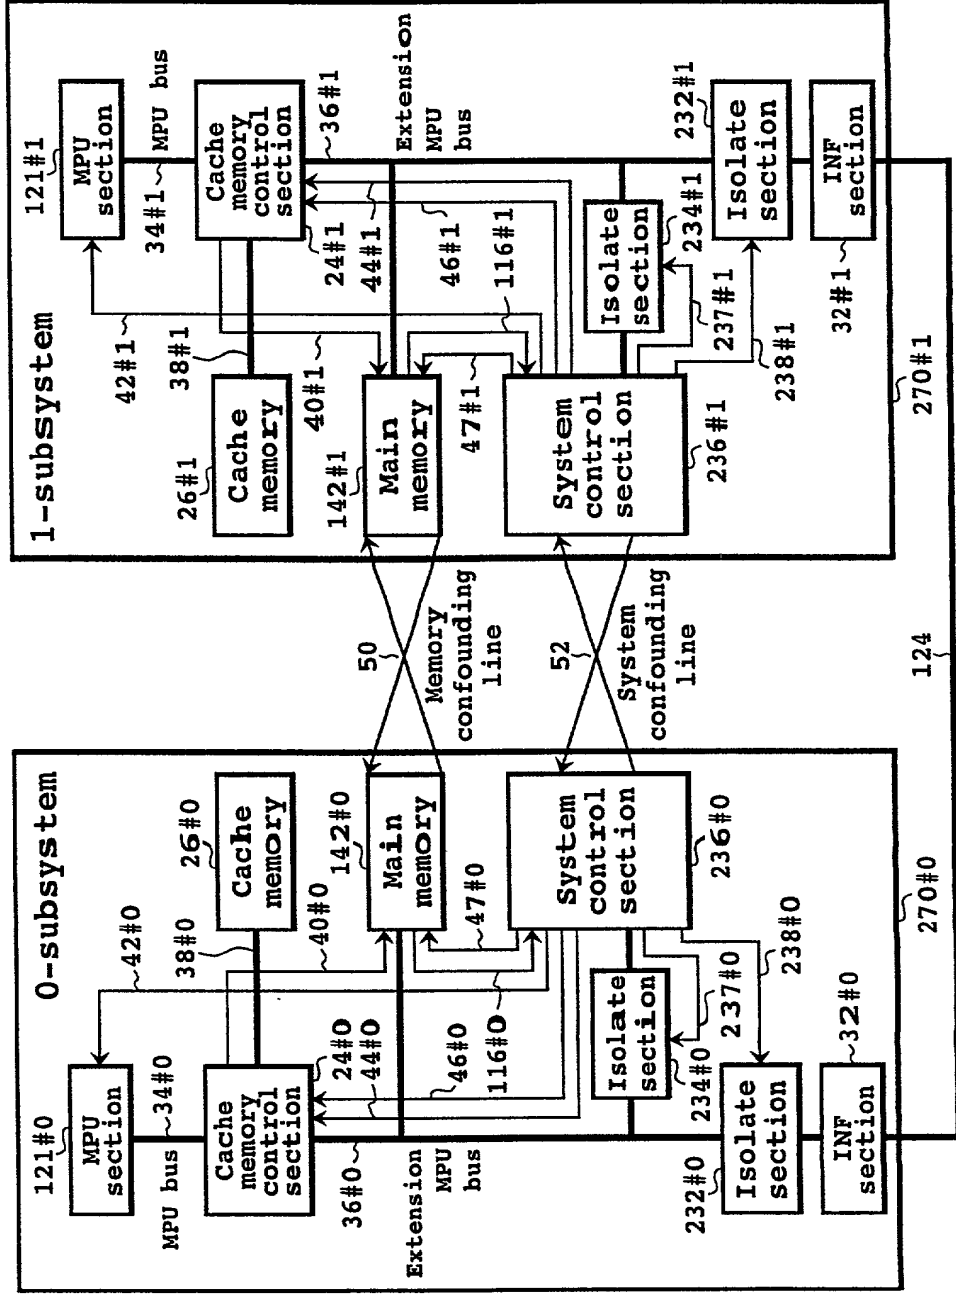 0-subsystem
121#0
MPU
section
MPU bus
34#0
42#0
26#0
Cache
memory
38#0
40#0
Cache
memory
control
section
24#0
44#0
36#0
142#0
Main
memory
Extension
MPU
bus
46#0
116#0
47#0
System
control
section
236#0
Isolate
section
234#0
237#0
238#0
232#0
Isolate
section
INF
section
32#0
270#0
50
Memory
confounding
line
52
System
confounding
line
124
1-subsystem
121#1
MPU
section
34#1
MPU bus
42#1
26#1
Cache
memory
38#1
40#1
Cache
memory
control
section
24#1
44#1
36#1
142#1
Main
memory
Extension
MPU
bus
46#1
116#1
47#1
System
control
section
236#1
Isolate
section
234#1
237#1
238#1
232#1
Isolate
section
INF
section
32#1
270#1